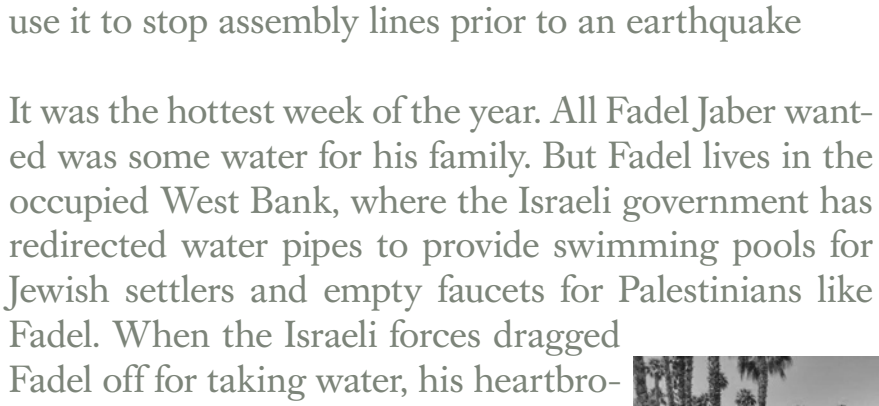 use it to stop assembly lines prior to an earthquake
It was the hottest week of the year. All Fadel Jaber want-
ed was some water for his family. But Fadel lives in the
occupied West Bank, where the Israeli government has
redirected water pipes to provide swimming pools for
Jewish settlers and empty faucets for Palestinians like
Fadel. When the Israeli forces dragged
Fadel off for taking water, his heartbro-